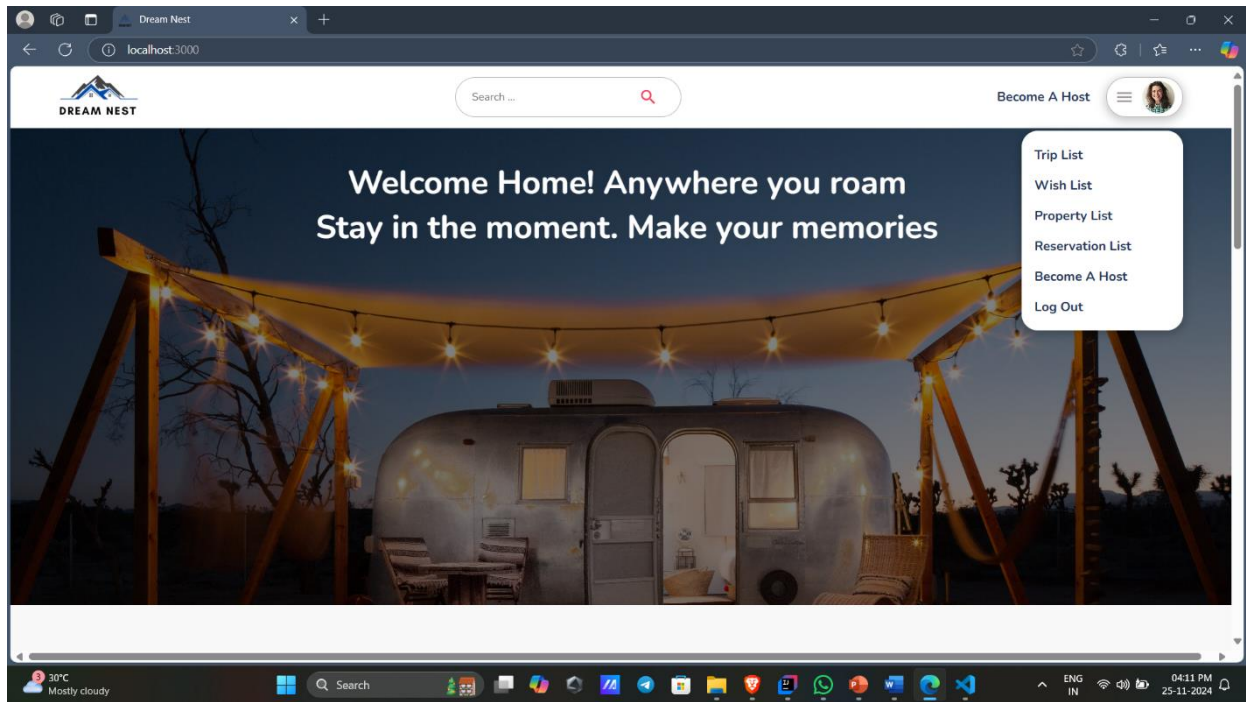 Dream Nest
localhost:3000
DREAM NEST
Search ...
Become A Host
Trip List
Wish List
Property List
Reservation List
Become A Host
Log Out
Welcome Home! Anywhere you roam
Stay in the moment. Make your memories
3
30°C
Mostly cloudy
Search
ENG
IN
04:11 PM
25-11-2024